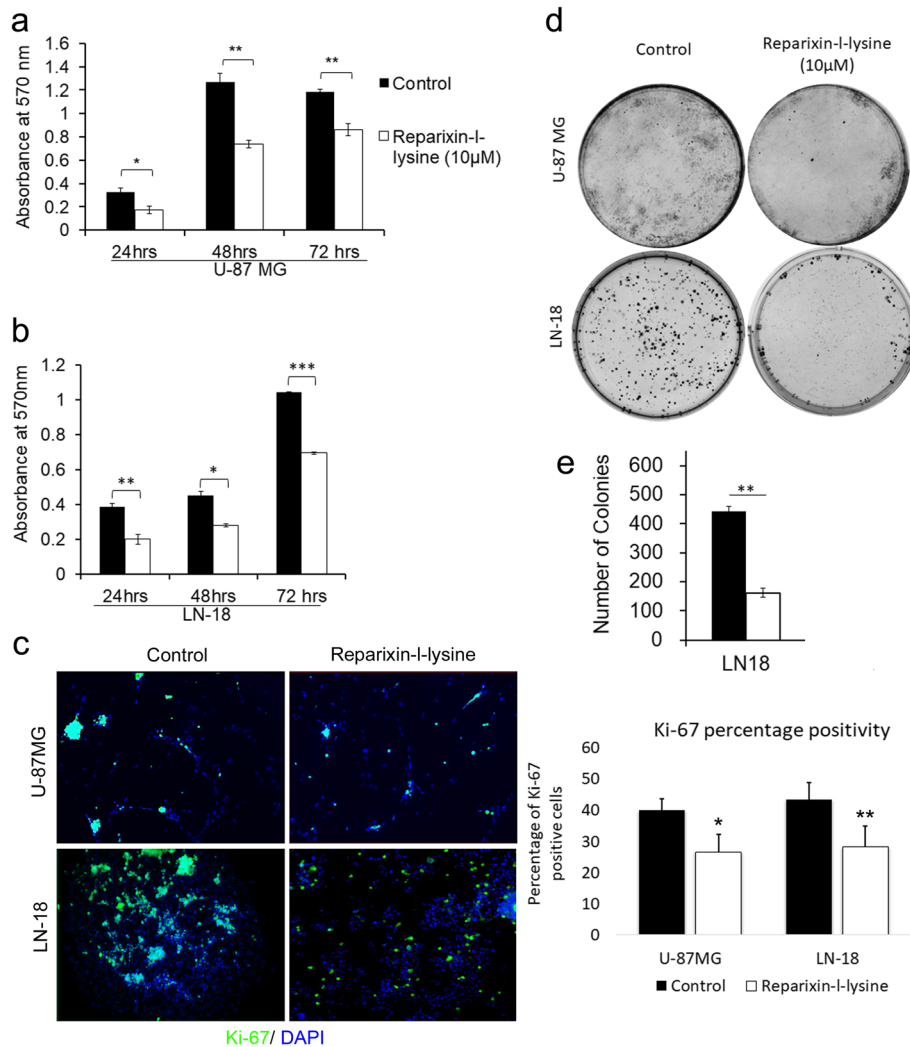 a
1.6
1.4
1.2
1
0.8
0.6
0.4
0.2
0
Absorbance at 570 nm
*
**
**
Control
Reparixin-l-
lysine (10µM)
24hrs 48hrs 72 hrs
U-87 MG
b
1.2
1
0.8
0.6
0.4
0.2
0
Absorbance at 570nm
**
*
***
24hrs 48hrs 72 hrs
LN-18
c
Control Reparixin-l-lysine
U-87MG
LN-18
Ki-67/ DAPI
d
Control Reparixin-l-lysine
(10µM)
U-87 MG
LN-18
e
600
500
400
300
200
100
0
Number of Colonies
**
LN18
Ki-67 percentage positivity
60
50
40
30
20
10
0
Percentage of Ki-67
positive cells
*
**
U-87MG LN-18
Control Reparixin-l-lysine